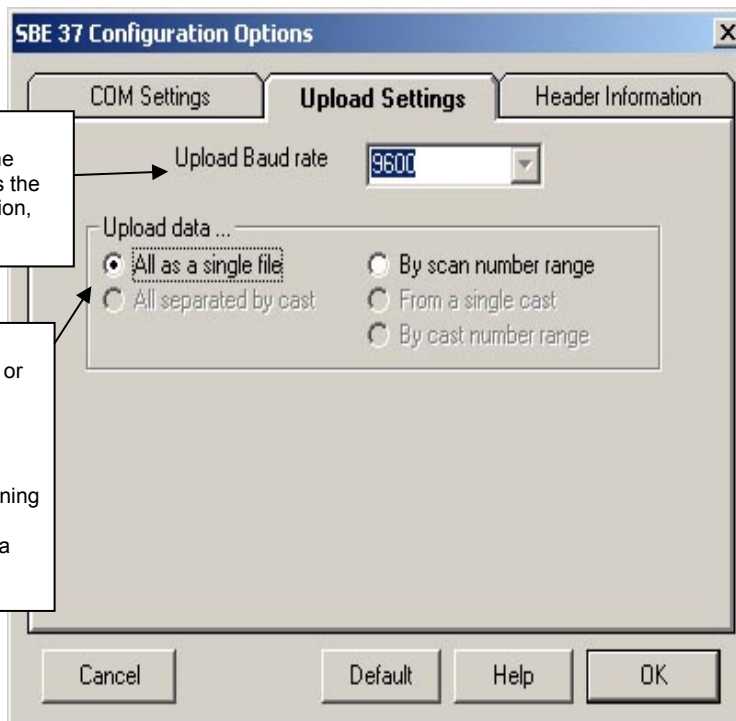 SBE 37 Configuration Options
COM Settings
Upload Settings
Header Information
s the
Upload Baud rate
9600
Upload data ...
All as a single file
By scan number range
All separated by cast
From a single cast
By cast number range
or
a
Cancel
Default
Help
OK